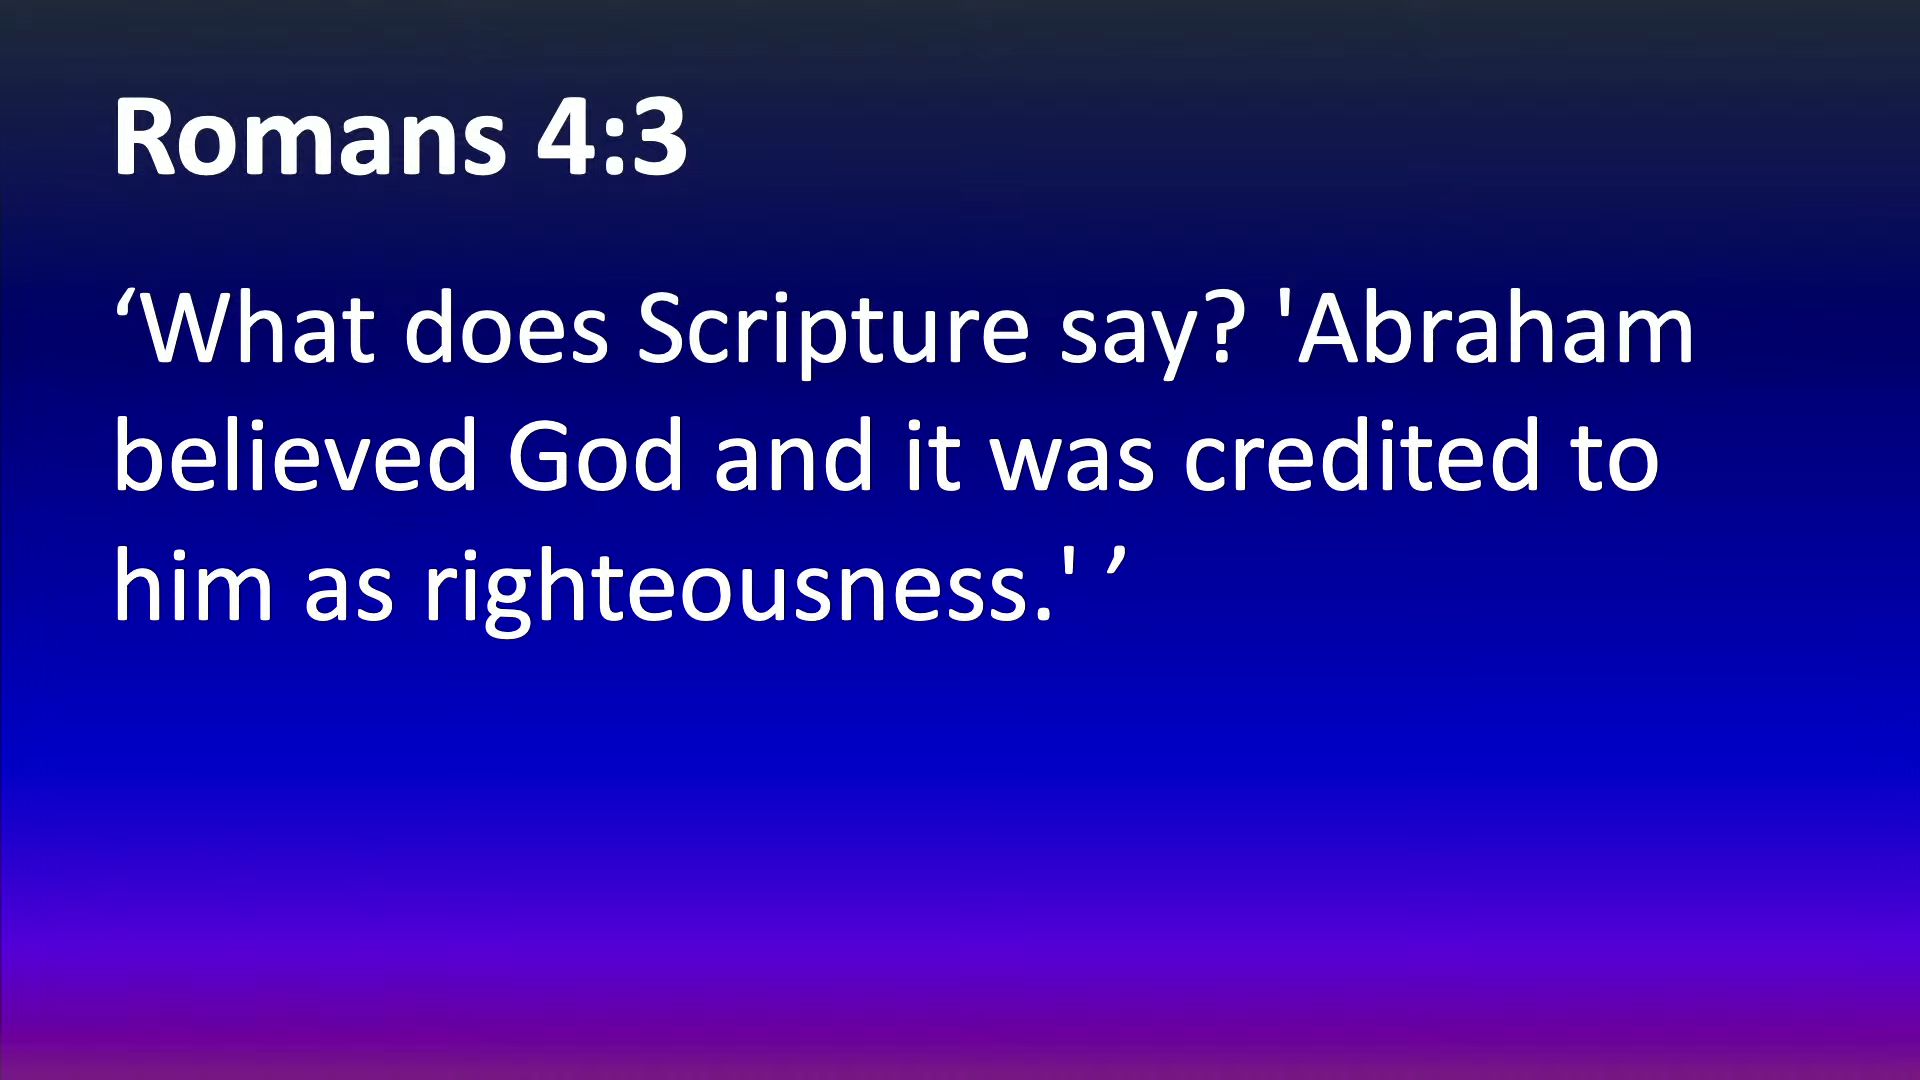 Romans 4:3
‘What does Scripture say? 'Abraham
believed God and it was credited to
him as righteousness.' ’